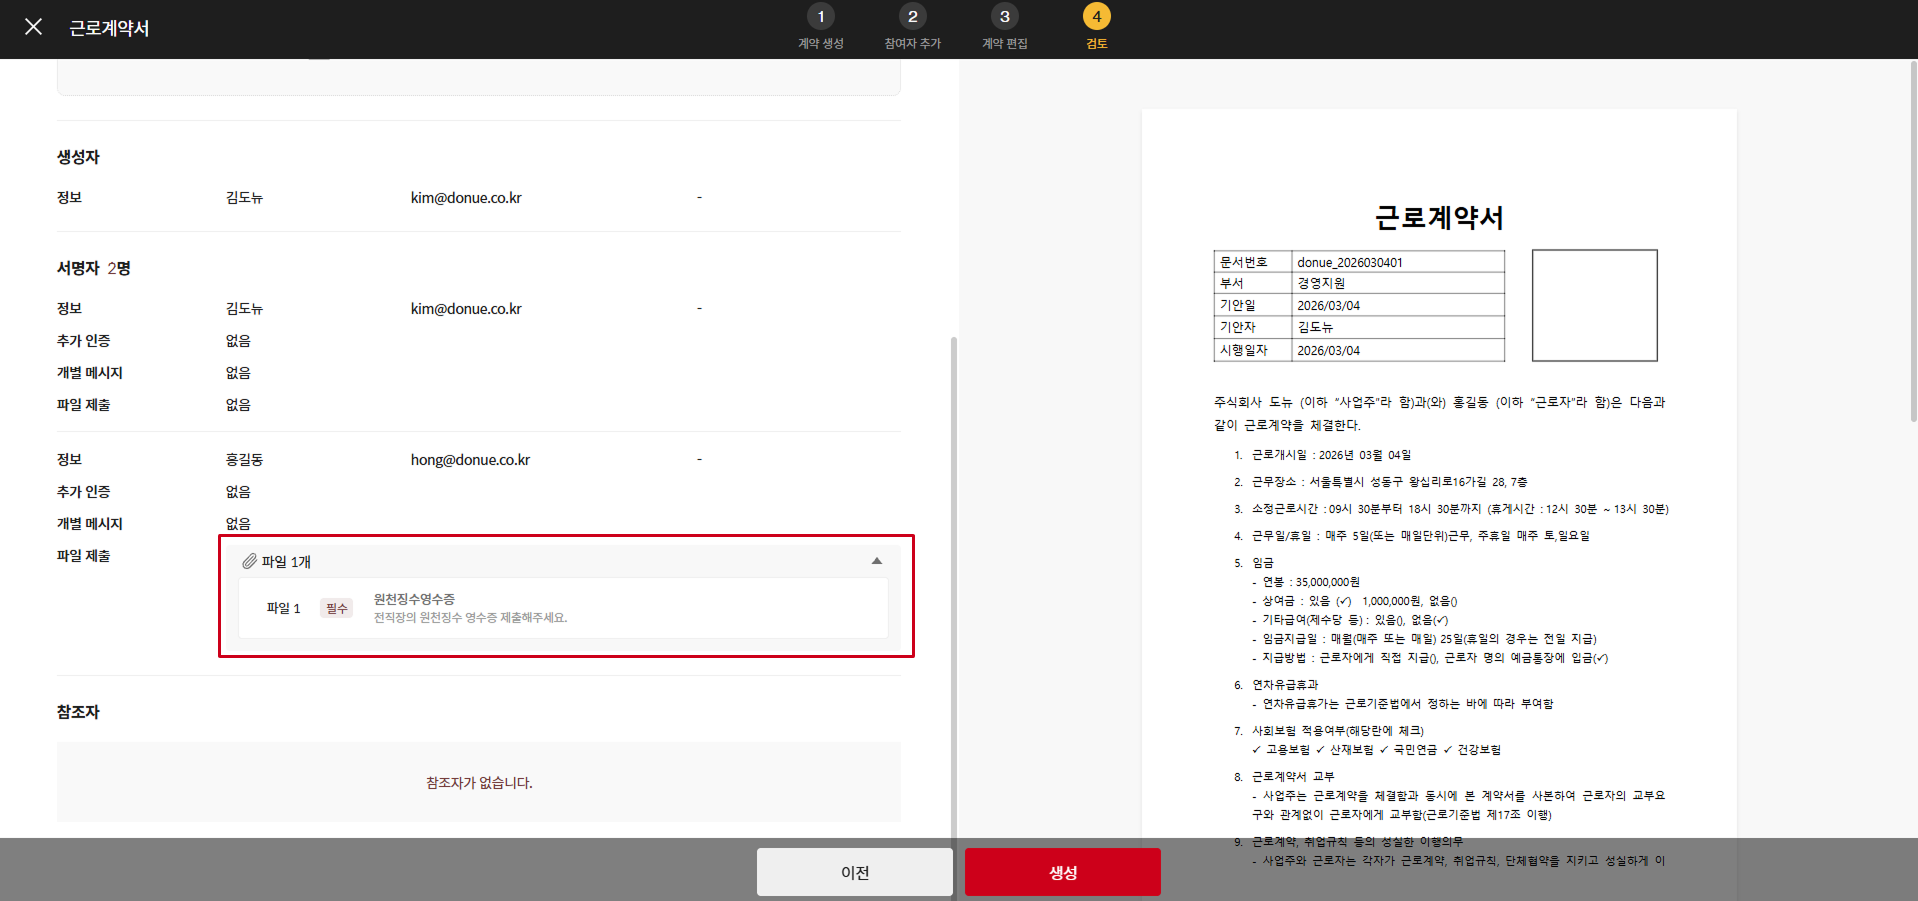 근로계약서
1
계약 생성
2
참여자 추가
3
계약 편집
4
검토
생성자
정보 김도뉴 kim@donue.co.kr -
서명자 2명
정보 김도뉴 kim@donue.co.kr -
추가 인증 없음
개별 메시지 없음
파일 제출 없음
정보 홍길동 hong@donue.co.kr -
추가 인증 없음
개별 메시지 없음
파일 제출
파일 1개
파일 1 필수 원천징수영수증
전직장의 원천징수 영수증 제출해주세요.
참조자
참조자가 없습니다.
이전
생성
근로계약서
문서번호 donue_2026030401
부서 경영지원
기안일 2026/03/04
기안자 김도뉴
시행일자 2026/03/04
주식회사 도뉴 (이하 “사업주”라 함)과(와) 홍길동 (이하 “근로자”라 함)은 다음과
같이 근로계약을 체결한다.
1. 근로개시일 : 2026년 03월 04일
2. 근무장소 : 서울특별시 성동구 왕십리로16가길 28, 7층
3. 소정근로시간 : 09시 30분부터 18시 30분까지 (휴게시간 : 12시 30분 ~ 13시 30분)
4. 근무일/휴일 : 매주 5일(또는 매일단위)근무, 주휴일 매주 토,일요일
5. 임금
- 연봉 : 35,000,000원
- 상여금 : 있음 (✓) 1,000,000원, 없음()
- 기타급여(제수당 등) : 있음(), 없음(✓)
- 임금지급일 : 매월(매주 또는 매일) 25일(휴일의 경우는 전일 지급)
- 지급방법 : 근로자에게 직접 지급(), 근로자 명의 예금통장에 입금(✓)
6. 연차유급휴과
- 연차유급휴가는 근로기준법에서 정하는 바에 따라 부여함
7. 사회보험 적용여부(해당란에 체크)
✓ 고용보험 ✓ 산재보험 ✓ 국민연금 ✓ 건강보험
8. 근로계약서 교부
- 사업주는 근로계약을 체결함과 동시에 본 계약서를 사본하여 근로자의 교부요
구와 관계없이 근로자에게 교부함(근로기준법 제17조 이행)
9. 근로계약, 취업규칙 등의 성실한 이행의무
- 사업주와 근로자는 각자가 근로계약, 취업규칙, 단체협약을 지키고 성실하게 이